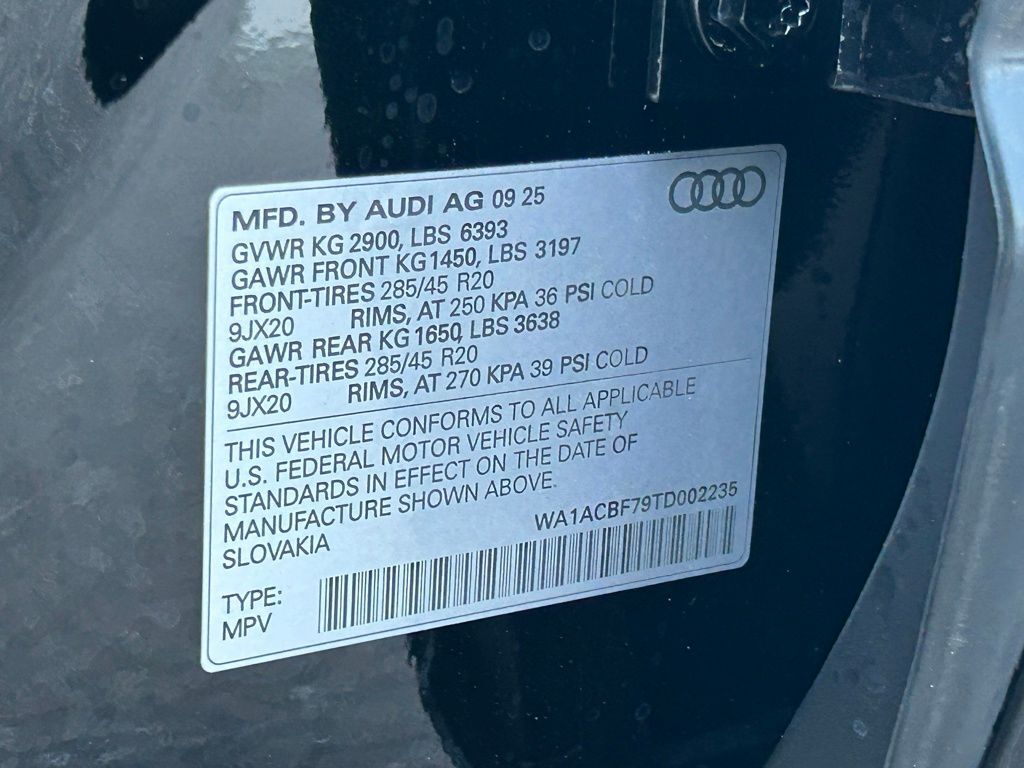 MFD. BY AUDI AG 09 25
GVWR KG 2900, LBS 6393
GAWR FRONT KG1450, LBS 3197
FRONT-TIRES 285/45 R20
9JX20 RIMS, AT 250 KPA 36 PSI COLD
GAWR REAR KG 1650, LBS 3638
REAR-TIRES 285/45 R20
9JX20 RIMS, AT 270 KPA 39 PSI COLD
THIS VEHICLE CONFORMS TO ALL APPLICABLE
U.S. FEDERAL MOTOR VEHICLE SAFETY
STANDARDS IN EFFECT ON THE DATE OF
MANUFACTURE SHOWN ABOVE.
SLOVAKIA
WA1ACBF79TD002235
TYPE:
MPV